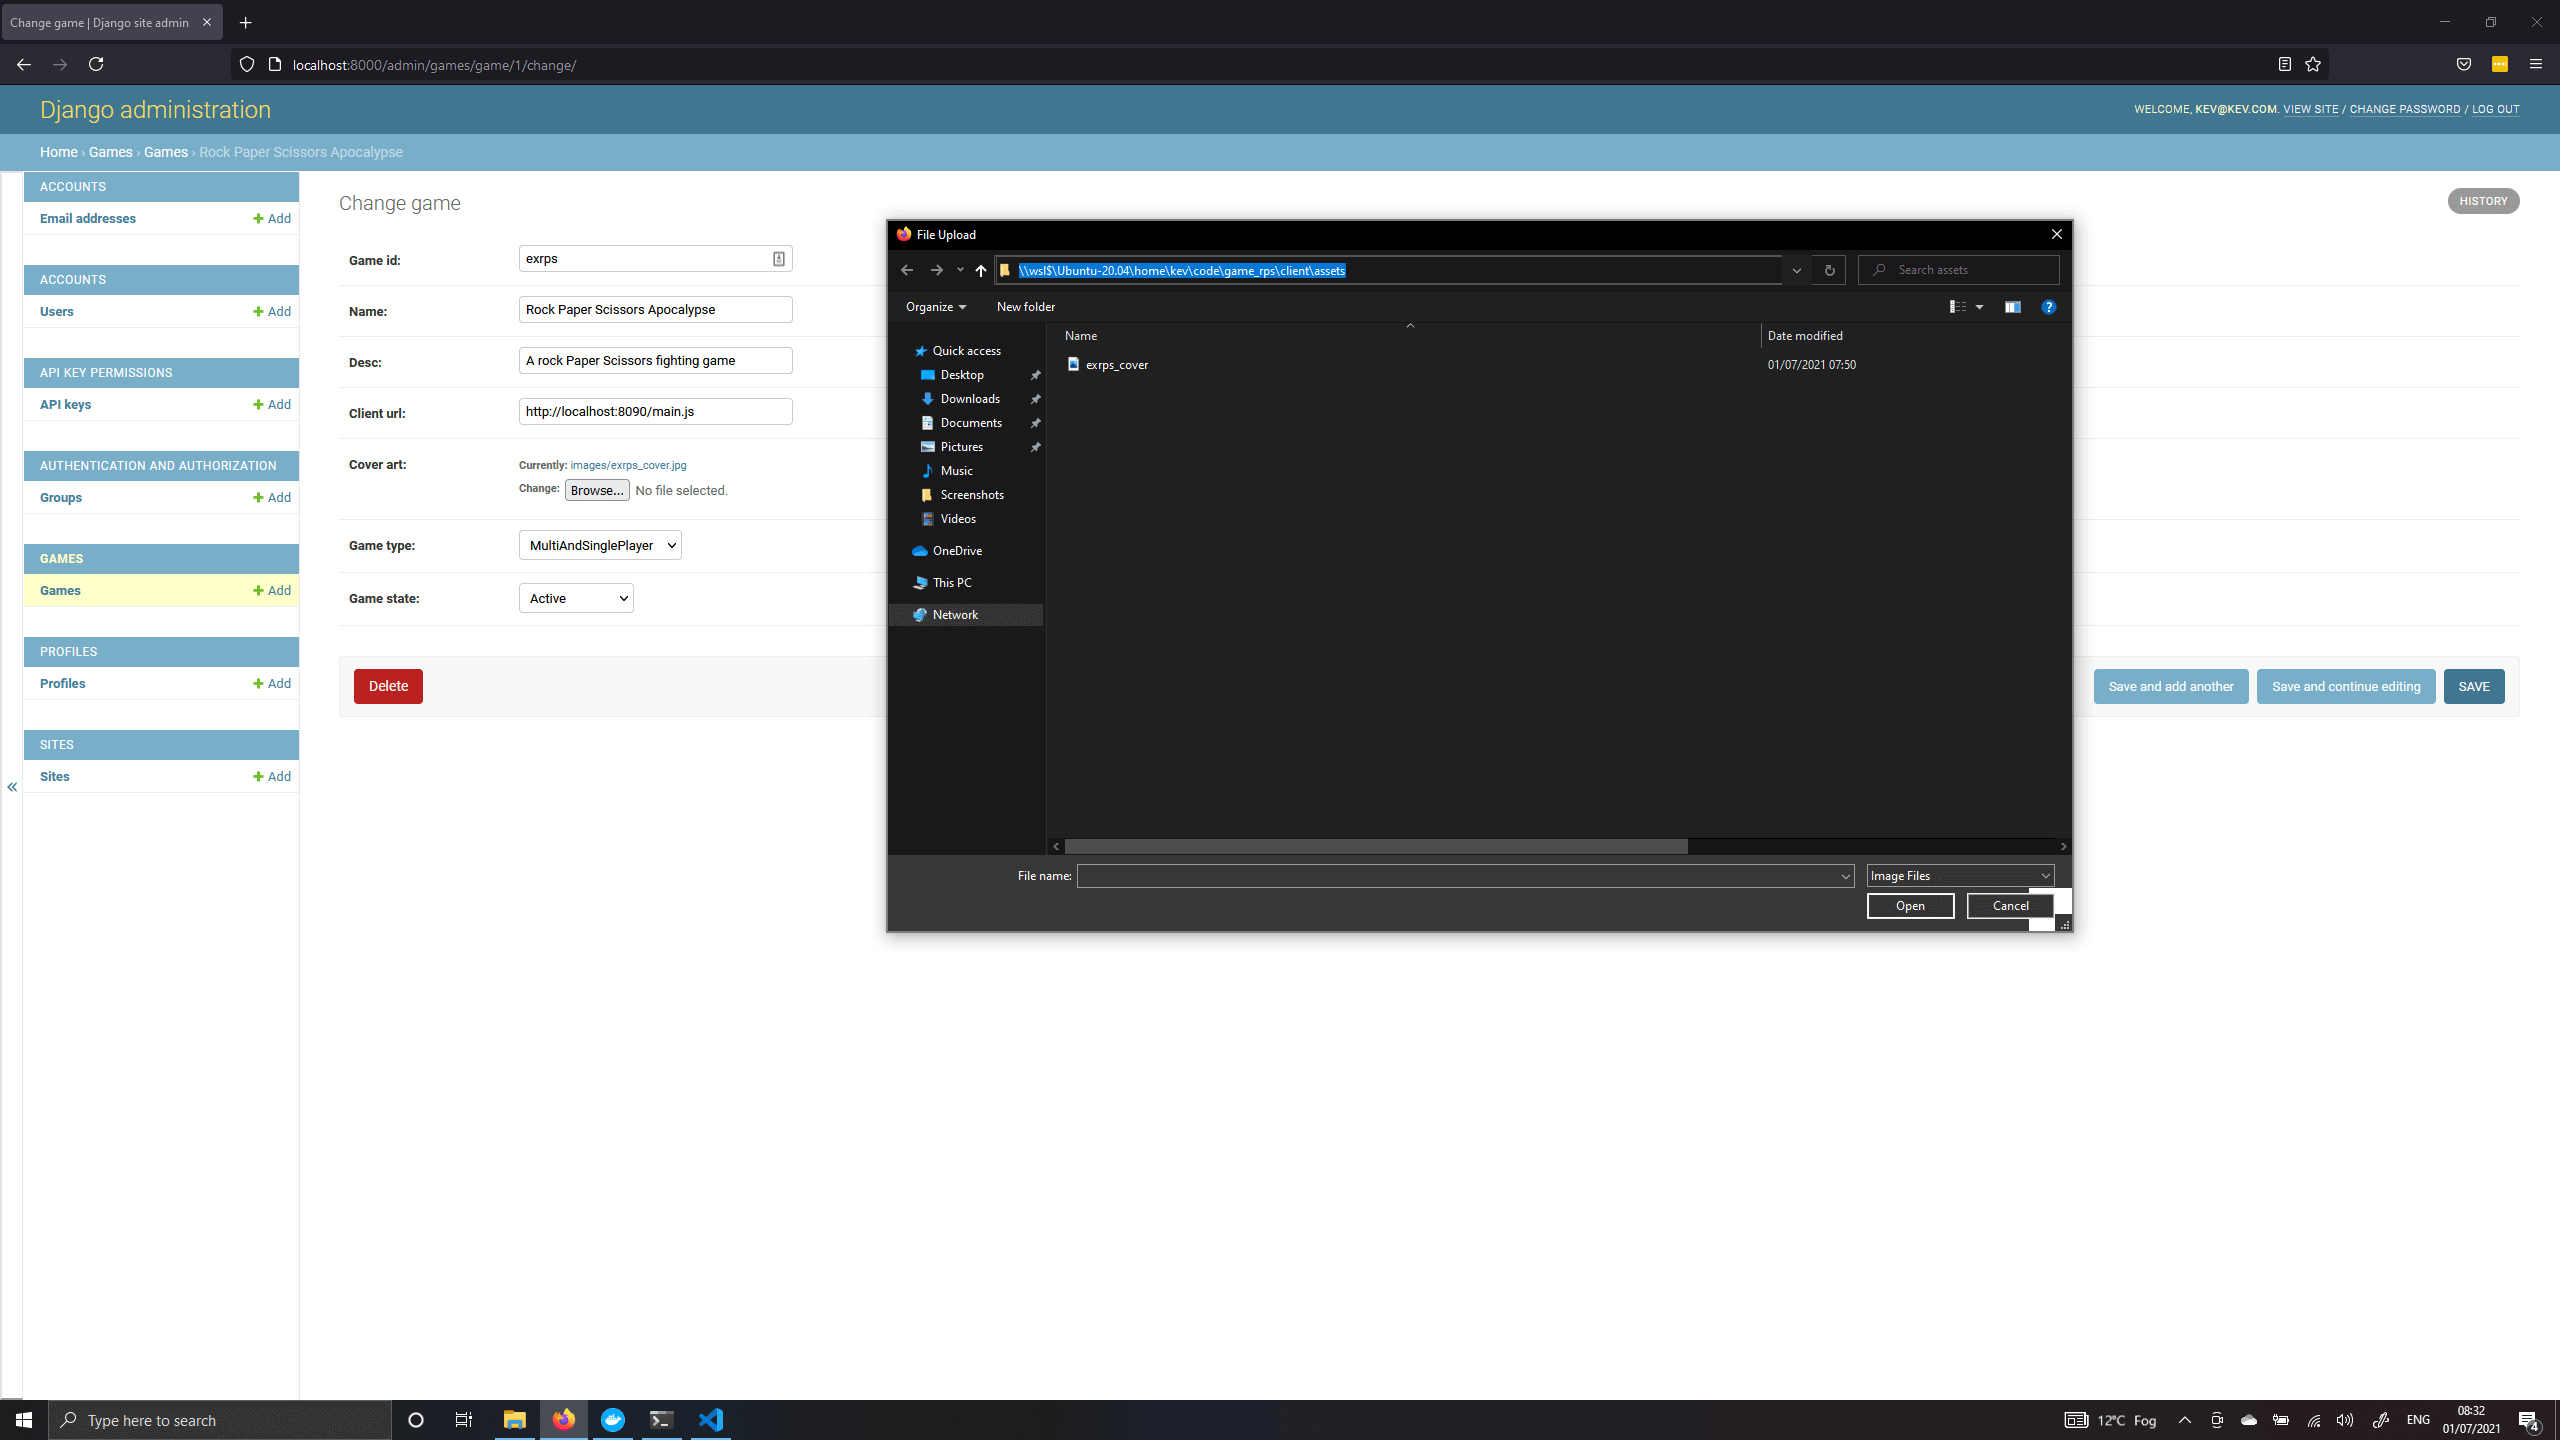 Change game | Django site admin
localhost:8000/admin/games/game/1/change/
Django administration
WELCOME, KEV@KEV.COM. VIEW SITE / CHANGE PASSWORD / LOG OUT
Home › Games › Games › Rock Paper Scissors Apocalypse
ACCOUNTS
Email addresses
Add
ACCOUNTS
Users
Add
API KEY PERMISSIONS
API keys
Add
AUTHENTICATION AND AUTHORIZATION
Groups
Add
GAMES
Games
Add
PROFILES
Profiles
Add
SITES
Sites
Add
«
Change game
HISTORY
Game id:
exrps
Name:
Rock Paper Scissors Apocalypse
Desc:
A rock Paper Scissors fighting game
Client url:
http://localhost:8090/main.js
Cover art:
Currently: images/exrps_cover.jpg
Change: Browse... No file selected.
Game type:
MultiAndSinglePlayer
Game state:
Active
Delete
Save and add another
Save and continue editing
SAVE
File Upload
\\wsl$\Ubuntu-20.04\home\kev\code\game_rps\client\assets
Search assets
Organize
New folder
Name
Date modified
Quick access
Desktop
Downloads
Documents
Pictures
Music
Screenshots
Videos
OneDrive
This PC
Network
exrps_cover
01/07/2021 07:50
File name:
Image Files
Open
Cancel
Type here to search
12°C Fog
ENG
08:32
01/07/2021
4